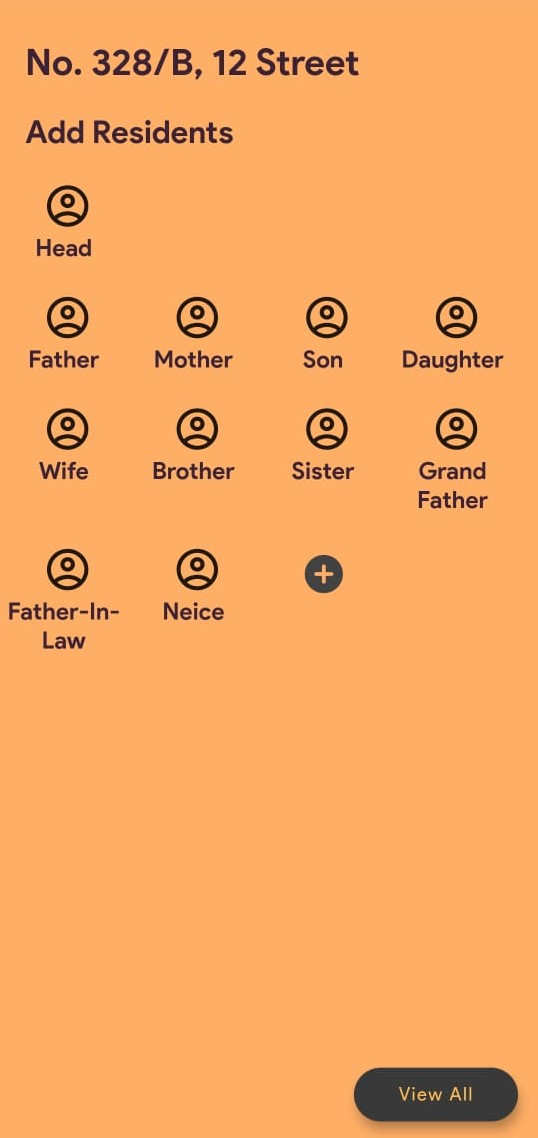 No. 328/B, 12 Street
Add Residents
Head
Father Mother Son Daughter
Wife Brother Sister Grand
Father
Father-In-
Law
Neice
View All